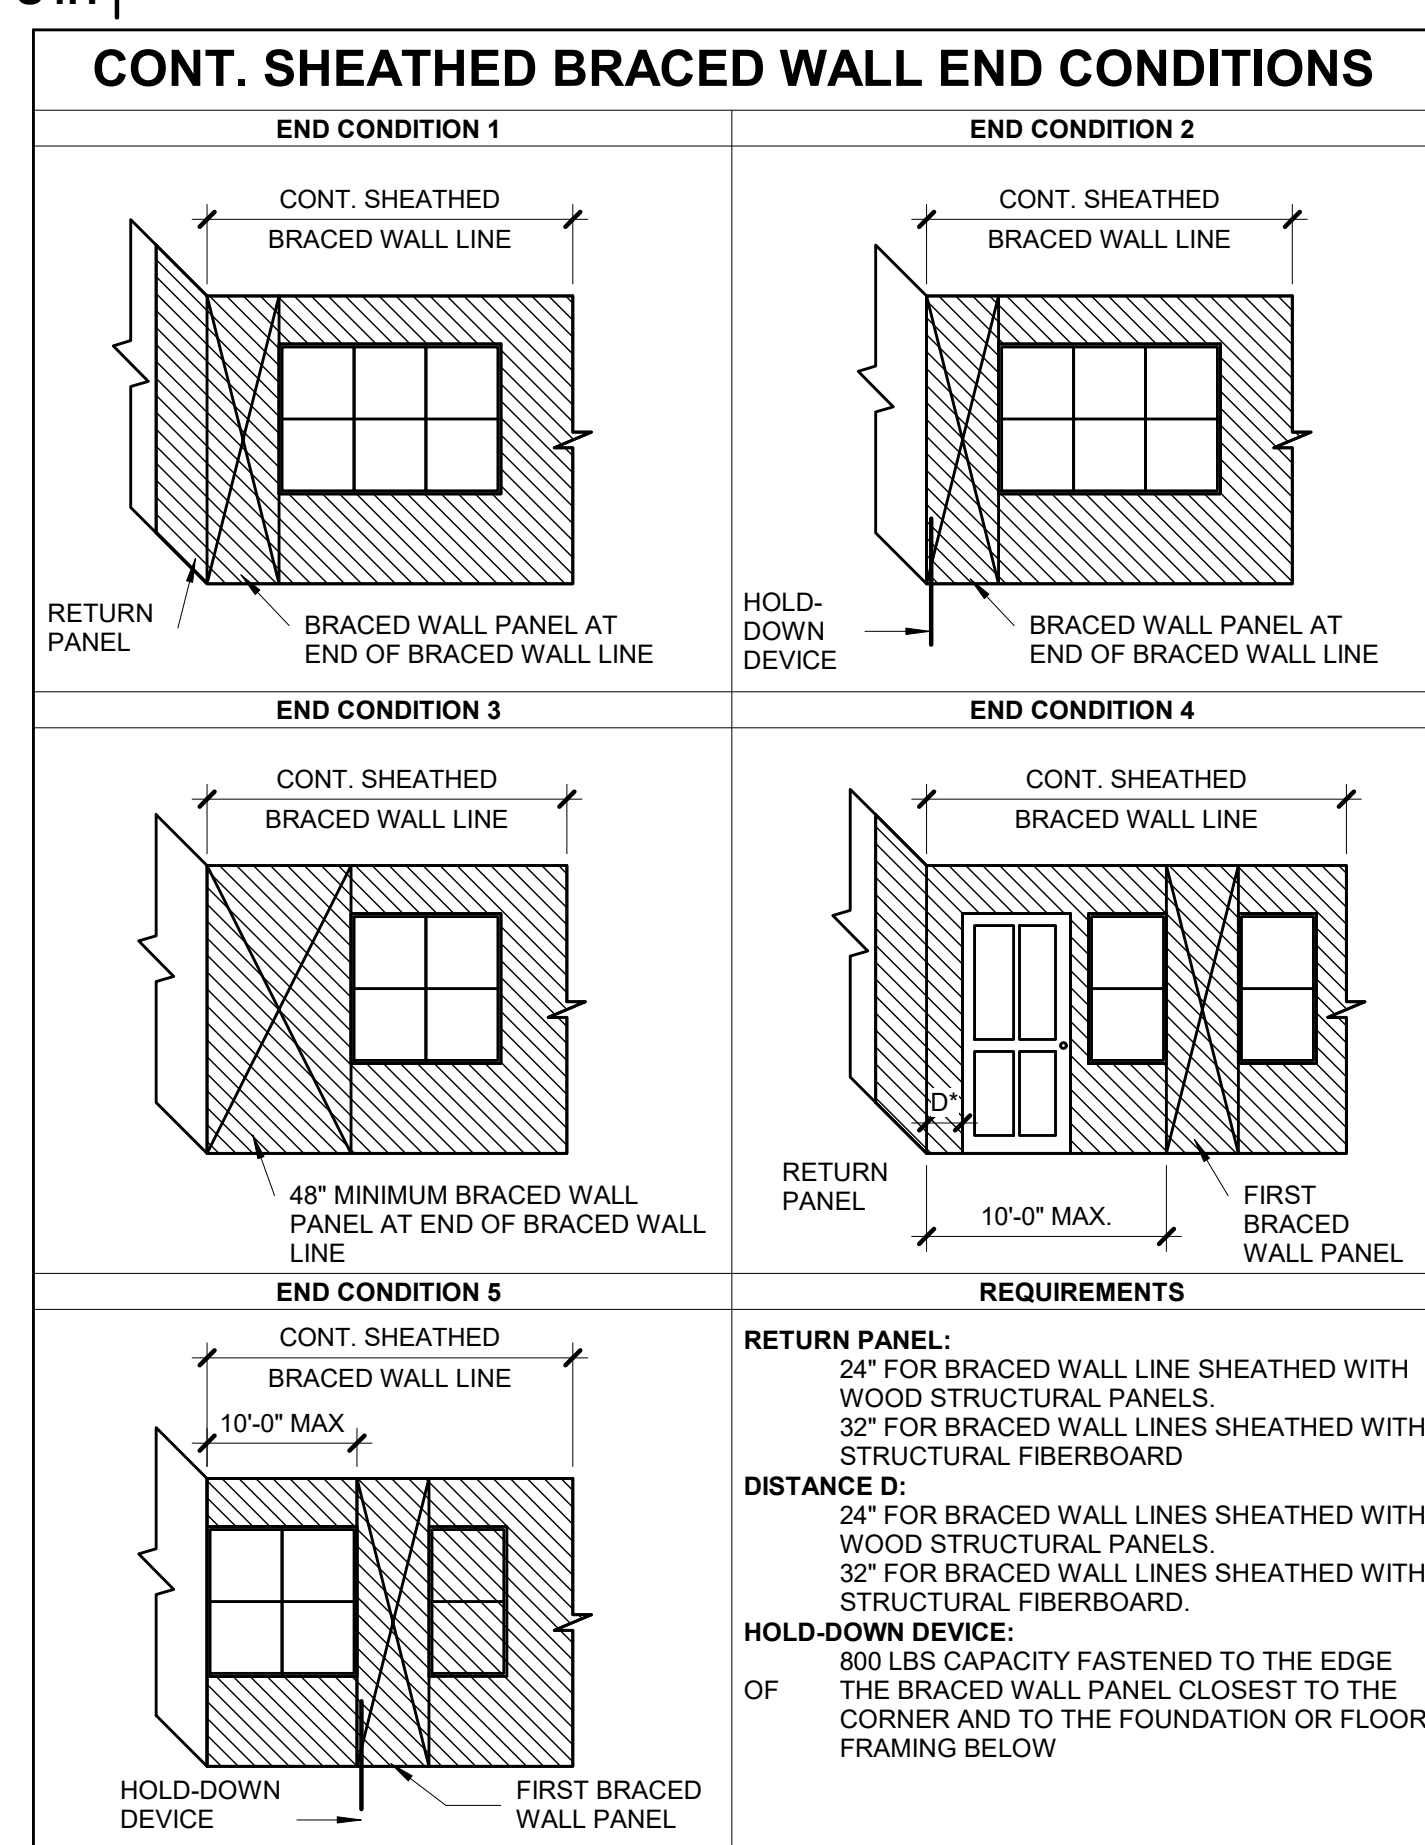 CONT. SHEATHED BRACED WALL END CONDITIONS
END CONDITION 1
CONT. SHEATHED
BRACED WALL LINE
RETURN
PANEL
BRACED WALL PANEL AT
END OF BRACED WALL LINE
END CONDITION 2
CONT. SHEATHED
BRACED WALL LINE
HOLD-
DOWN
DEVICE
BRACED WALL PANEL AT
END OF BRACED WALL LINE
END CONDITION 3
CONT. SHEATHED
BRACED WALL LINE
48" MINIMUM BRACED WALL
PANEL AT END OF BRACED WALL
LINE
END CONDITION 4
CONT. SHEATHED
BRACED WALL LINE
D*
RETURN
PANEL
10'-0" MAX.
FIRST
BRACED
WALL PANEL
END CONDITION 5
CONT. SHEATHED
BRACED WALL LINE
10'-0" MAX
HOLD-DOWN
DEVICE
FIRST BRACED
WALL PANEL
REQUIREMENTS
RETURN PANEL:
24" FOR BRACED WALL LINE SHEATHED WITH
WOOD STRUCTURAL PANELS.
32" FOR BRACED WALL LINES SHEATHED WITH
STRUCTURAL FIBERBOARD
DISTANCE D:
24" FOR BRACED WALL LINES SHEATHED WITH
WOOD STRUCTURAL PANELS.
32" FOR BRACED WALL LINES SHEATHED WITH
STRUCTURAL FIBERBOARD.
HOLD-DOWN DEVICE:
800 LBS CAPACITY FASTENED TO THE EDGE
OF THE BRACED WALL PANEL CLOSEST TO THE
CORNER AND TO THE FOUNDATION OR FLOOR
FRAMING BELOW